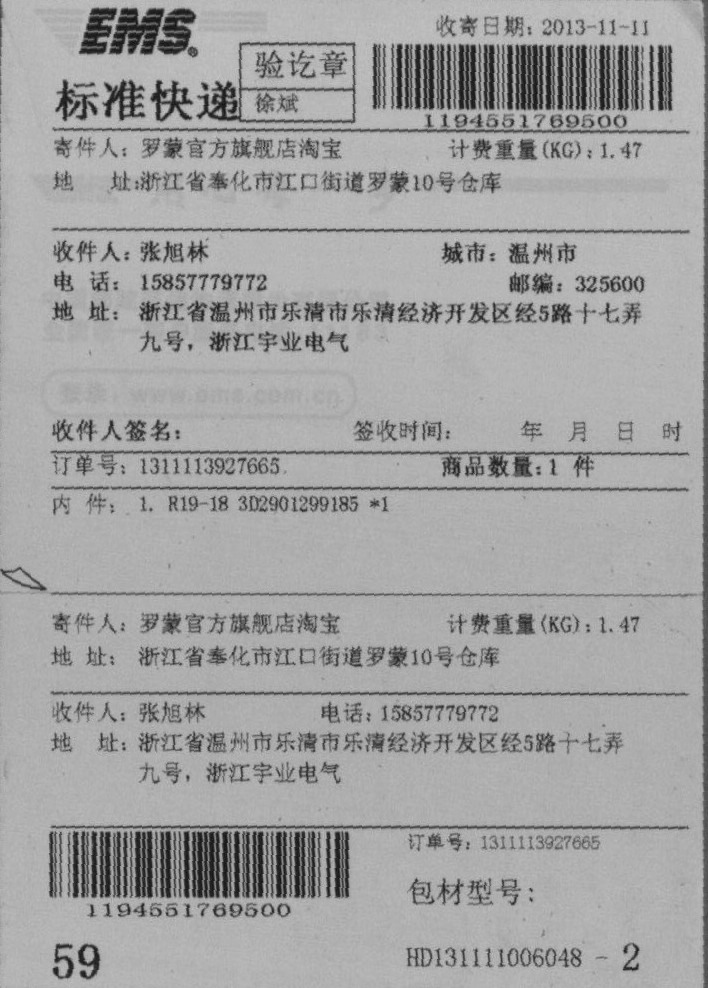 EMS®
收寄日期：2013-11-11
验讫章
标准快递
徐斌
1194551769500
寄件人：罗蒙官方旗舰店淘宝 计费重量(KG)：1.47
地 址：浙江省奉化市江口街道罗蒙10号仓库
收件人：张旭林 城市：温州市
电 话：15857779772 邮编：325600
地 址：浙江省温州市乐清市乐清经济开发区经5路十七弄
九号，浙江宇业电气
www.ems.com.cn
收件人签名： 签收时间： 年 月 日 时
订单号：1311113927665 商品数量：1 件
内 件： 1. R19-18 3D2901299185 *1
寄件人：罗蒙官方旗舰店淘宝 计费重量(KG)：1.47
地 址： 浙江省奉化市江口街道罗蒙10号仓库
收件人：张旭林 电话：15857779772
地 址：浙江省温州市乐清市乐清经济开发区经5路十七弄
九号，浙江宇业电气
订单号：1311113927665
包材型号：
1194551769500
59
HD131111006048 - 2